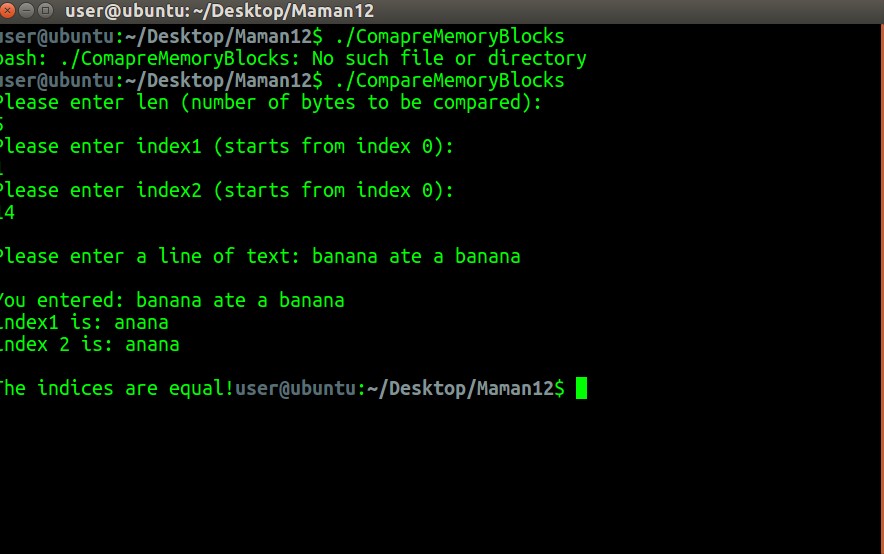 user@ubuntu: ~/Desktop/Maman12
user@ubuntu:~/Desktop/Maman12$ ./ComapreMemoryBlocks
bash: ./ComapreMemoryBlocks: No such file or directory
user@ubuntu:~/Desktop/Maman12$ ./CompareMemoryBlocks
Please enter len (number of bytes to be compared):
5
Please enter index1 (starts from index 0):
1
Please enter index2 (starts from index 0):
14
Please enter a line of text: banana ate a banana
You entered: banana ate a banana
index1 is: anana
index 2 is: anana
The indices are equal!user@ubuntu:~/Desktop/Maman12$